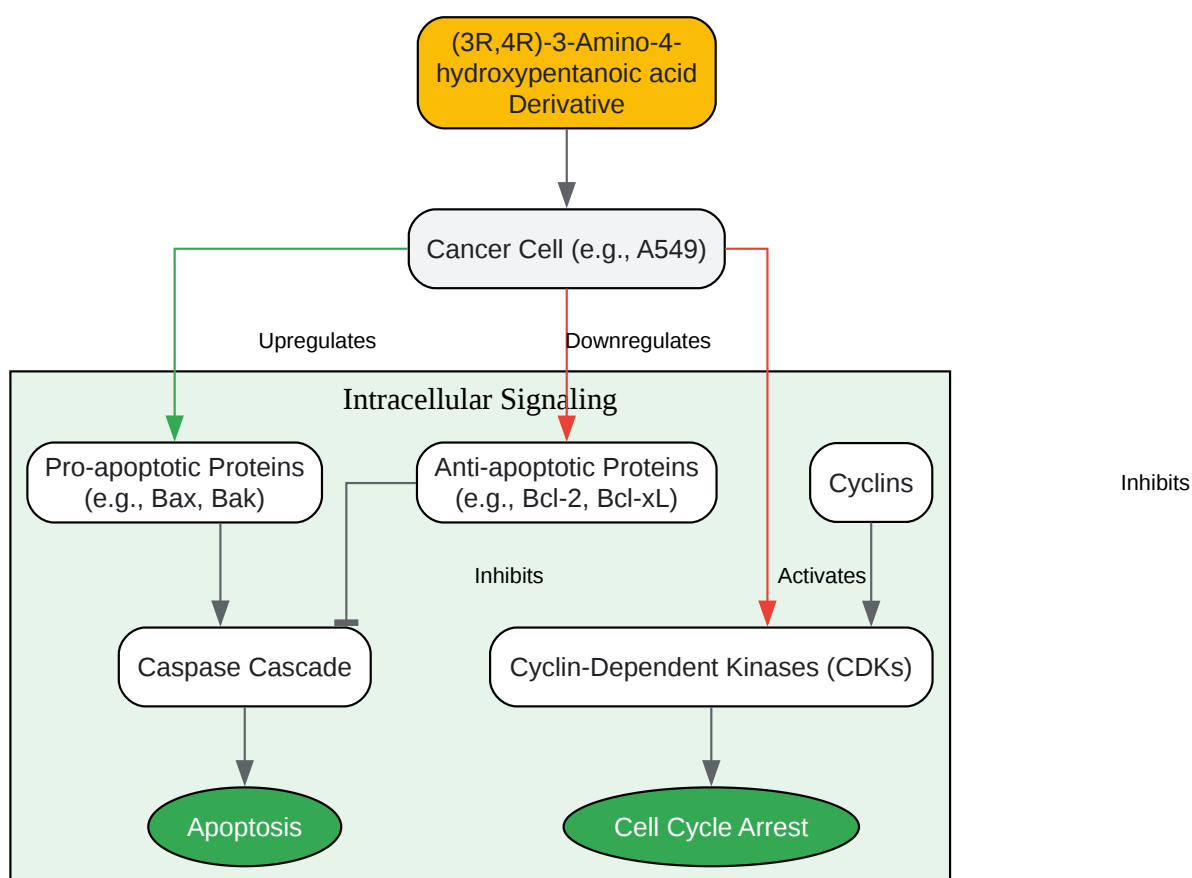 (3R,4R)-3-Amino-4-
hydroxypentanoic acid
Derivative
Cancer Cell (e.g., A549)
Upregulates
Downregulates
Intracellular Signaling
Pro-apoptotic Proteins
(e.g., Bax, Bak)
Anti-apoptotic Proteins
(e.g., Bcl-2, Bcl-xL)
Cyclins
Inhibits
Inhibits
Activates
Caspase Cascade
Cyclin-Dependent Kinases (CDKs)
Apoptosis
Cell Cycle Arrest